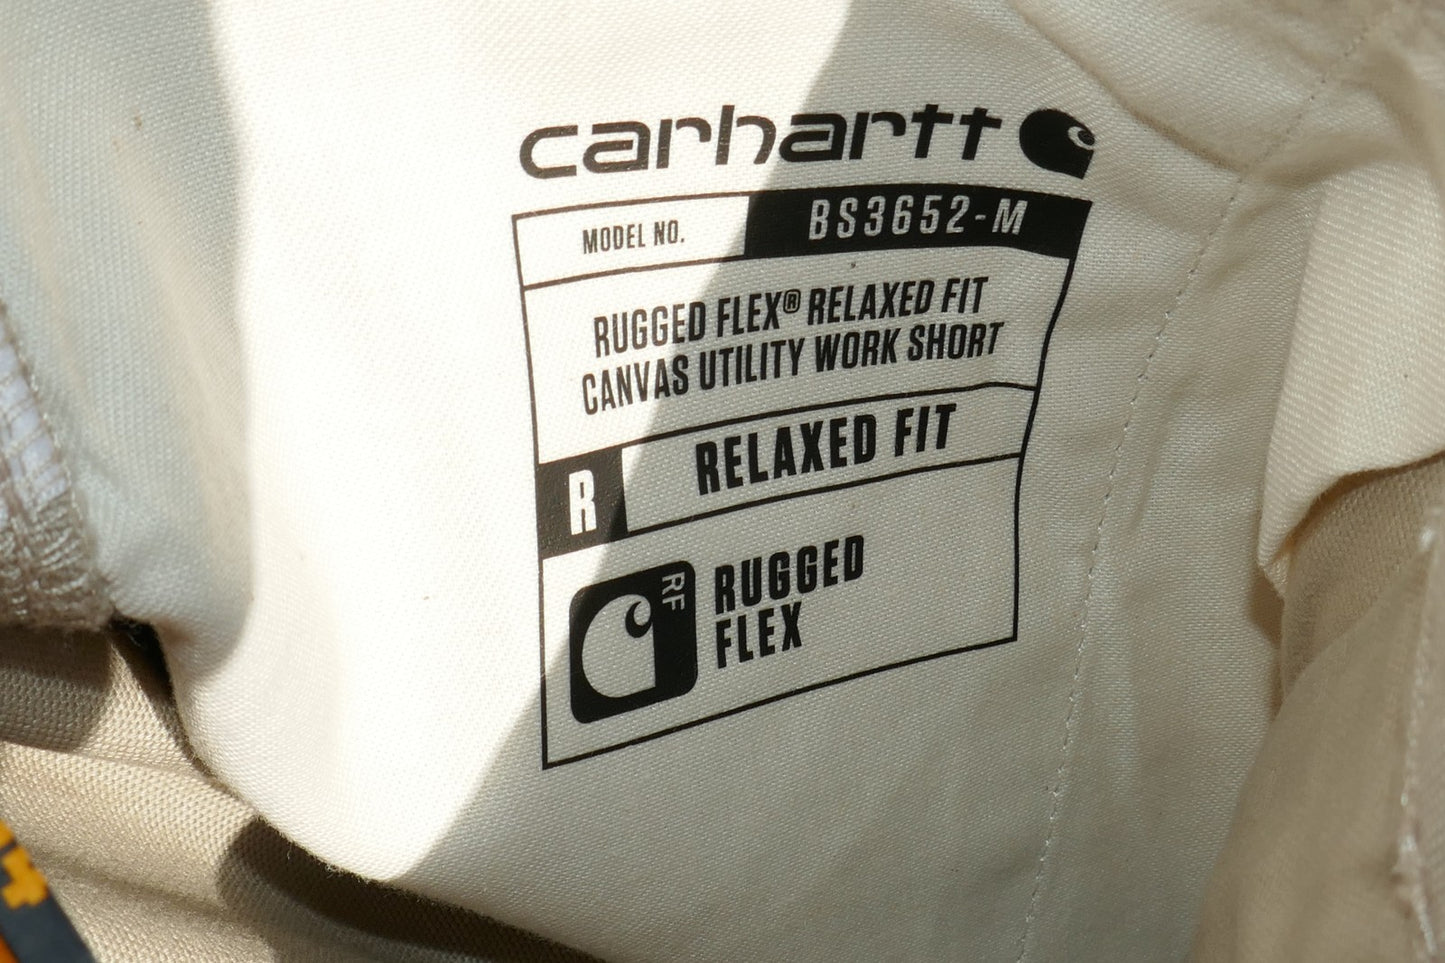 carhartt
MODEL NO. BS3652-M
RUGGED FLEX® RELAXED FIT
CANVAS UTILITY WORK SHORT
R RELAXED FIT
RF
RUGGED
FLEX